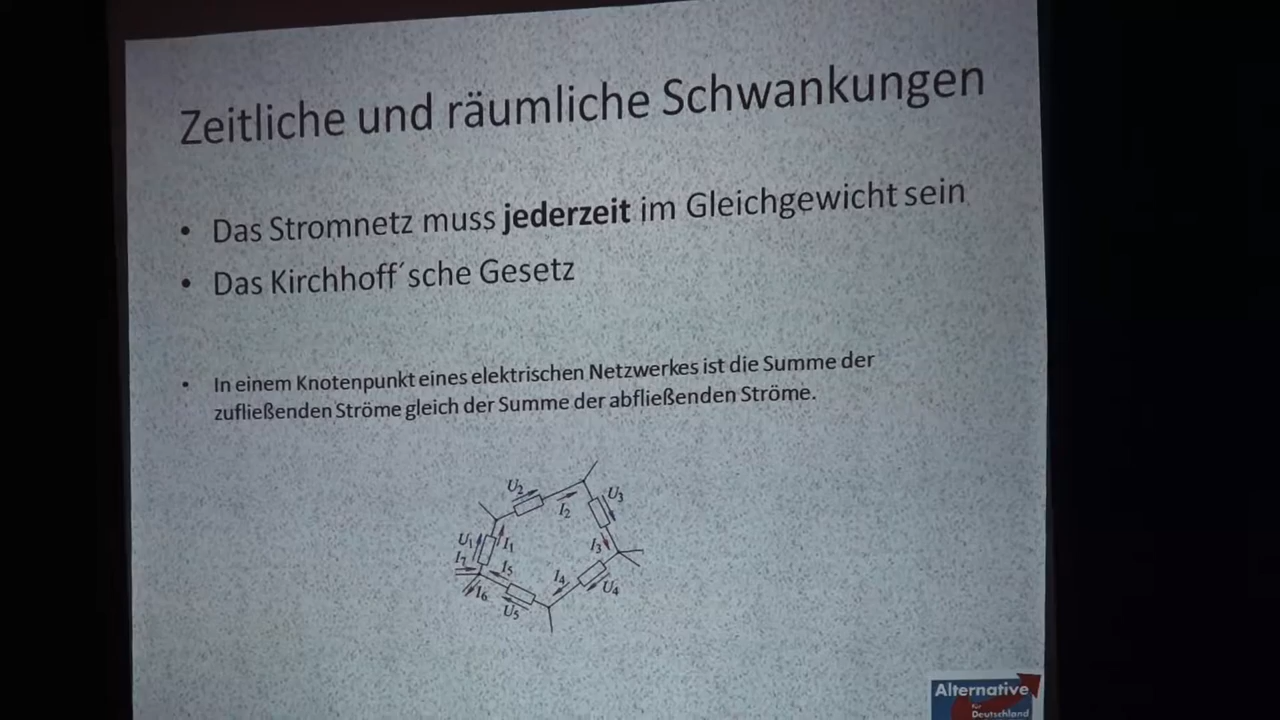 Zeitliche und räumliche Schwankungen
• Das Stromnetz muss jederzeit im Gleichgewicht sein
• Das Kirchhoff´sche Gesetz
• In einem Knotenpunkt eines elektrischen Netzwerkes ist die Summe der
zufließenden Ströme gleich der Summe der abfließenden Ströme.
U2
I2
U3
U1
I1
I3
I7
I5
I4
I6
U5
U4
Alternative
für
Deutschland